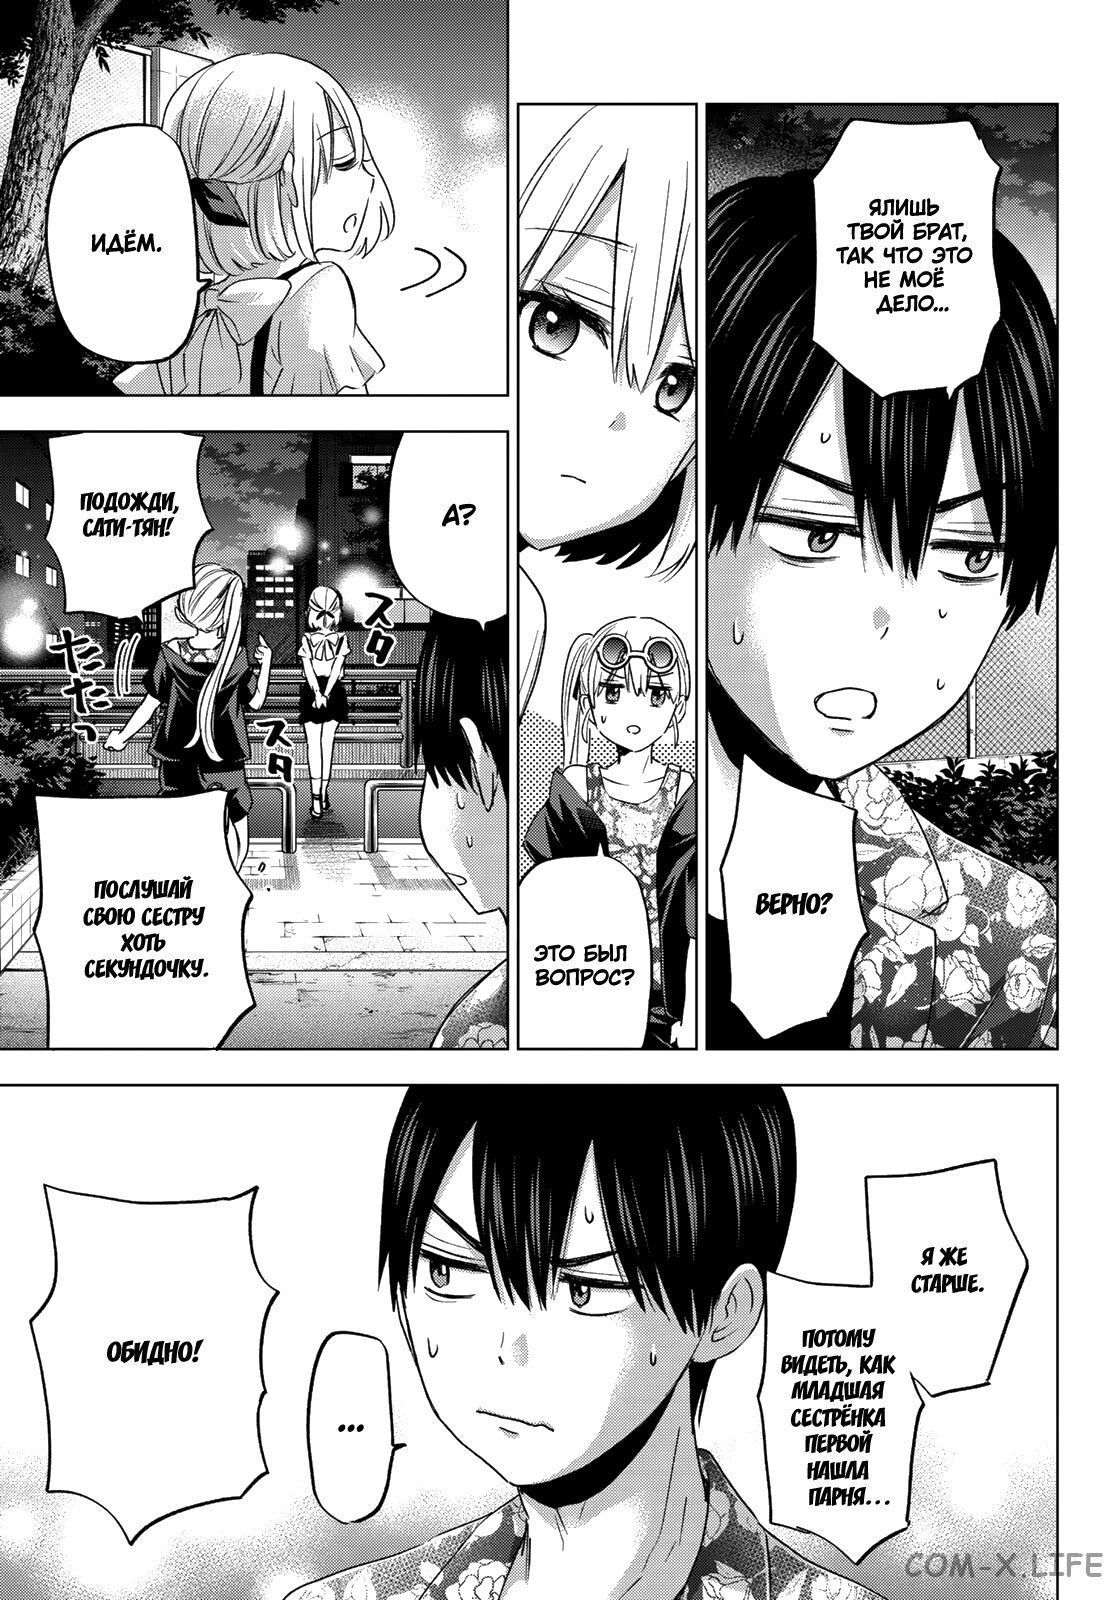 ЯЛИШЬ
ТВОЙ БРАТ,
ТАК ЧТО ЭТО
НЕ МОЁ
ДЕЛО...
ВЕРНО?
ЭТО БЫЛ
ВОПРОС?
ИДЁМ.
А?
ПОДОЖДИ,
САТИ-ТЯН!
スタ
スタ
たたっ
ПОСЛУШАЙ
СВОЮ СЕСТРУ
ХОТЬ
СЕКУНДОЧКУ.
Я ЖЕ
СТАРШЕ.
ПОТОМУ
ВИДЕТЬ, КАК
МЛАДШАЯ
СЕСТРЁНКА
ПЕРВОЙ
НАШЛА
ПАРНЯ...
...
ОБИДНО!
COM-X.LIFE